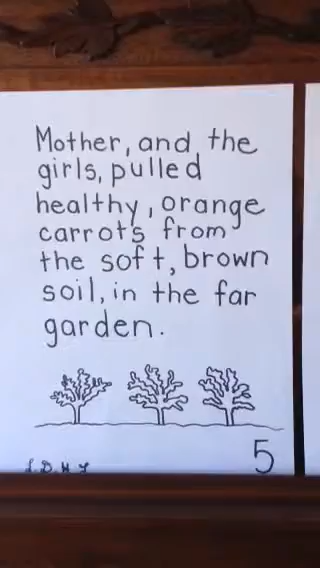 Mother, and the
girls, pulled
healthy, orange
carrots from
the soft, brown
soil, in the far
garden.
5